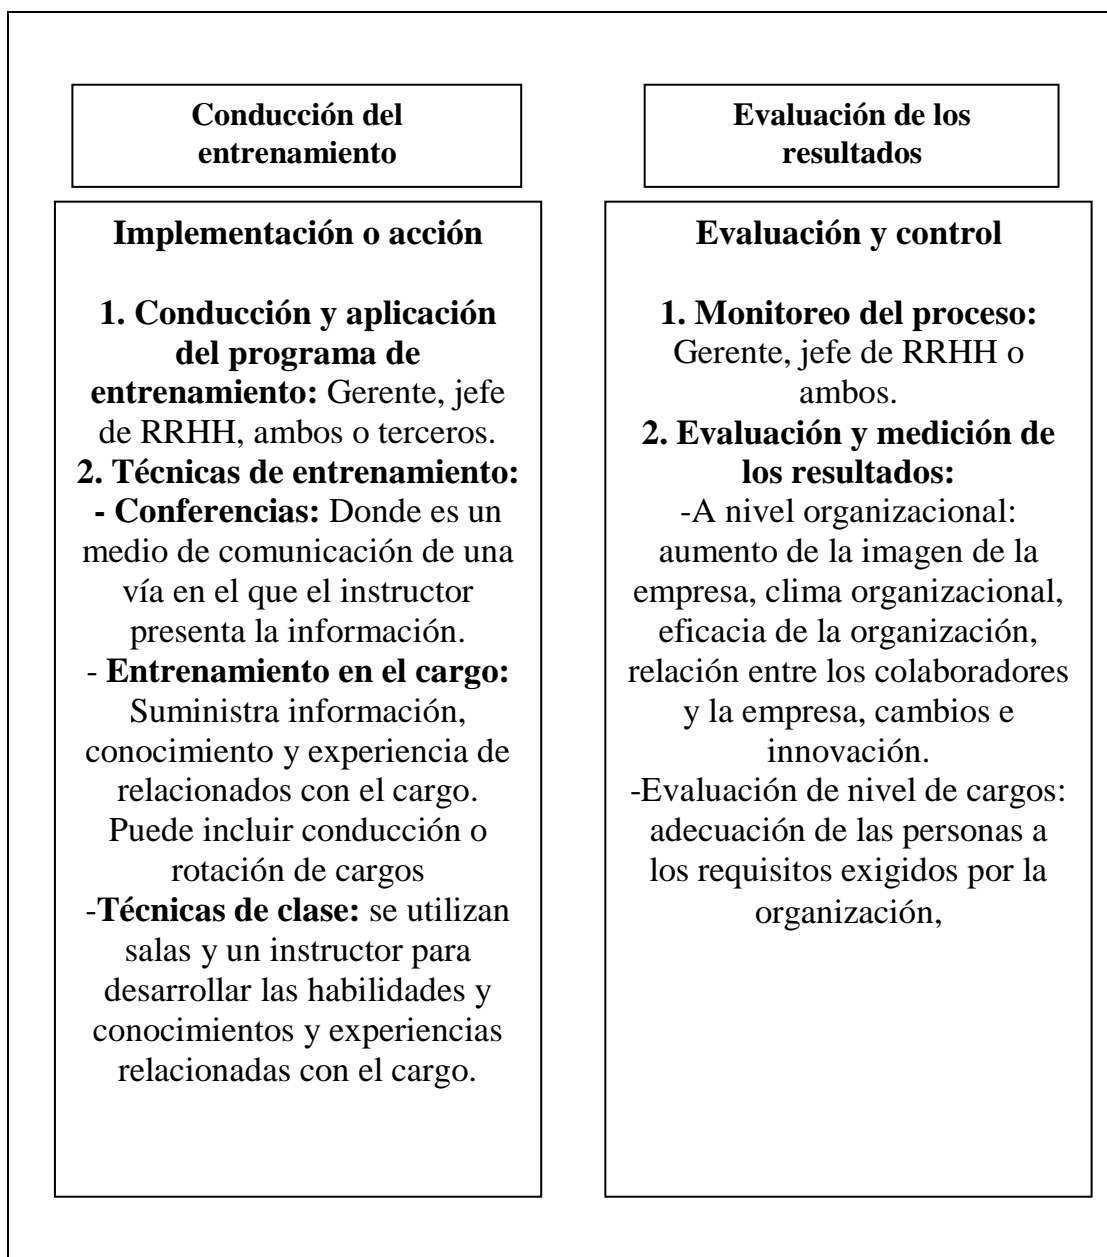 Conducción del
entrenamiento
Implementación o acción
1. Conducción y aplicación
del programa de
entrenamiento: Gerente, jefe
de RRHH, ambos o terceros.
2. Técnicas de entrenamiento:
- Conferencias: Donde es un
medio de comunicación de una
vía en el que el instructor
presenta la información.
- Entrenamiento en el cargo:
Suministra información,
conocimiento y experiencia de
relacionados con el cargo.
Puede incluir conducción o
rotación de cargos
-Técnicas de clase: se utilizan
salas y un instructor para
desarrollar las habilidades y
conocimientos y experiencias
relacionadas con el cargo.
Evaluación de los
resultados
Evaluación y control
1. Monitoreo del proceso:
Gerente, jefe de RRHH o
ambos.
2. Evaluación y medición de
los resultados:
-A nivel organizacional:
aumento de la imagen de la
empresa, clima organizacional,
eficacia de la organización,
relación entre los colaboradores
y la empresa, cambios e
innovación.
-Evaluación de nivel de cargos:
adecuación de las personas a
los requisitos exigidos por la
organización,